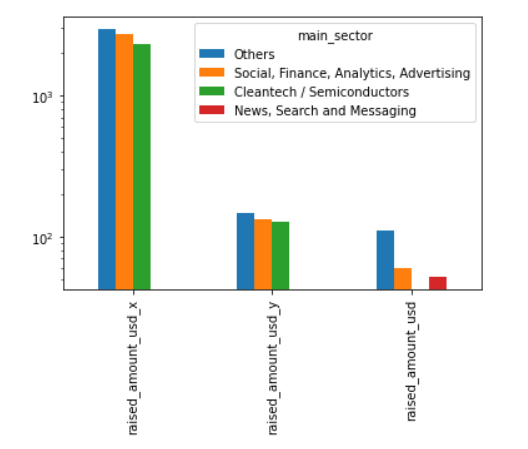 main_sector
Others
Social, Finance, Analytics, Advertising
Cleantech / Semiconductors
News, Search and Messaging
10³
10²
raised_amount_usd_x
raised_amount_usd_y
raised_amount_usd